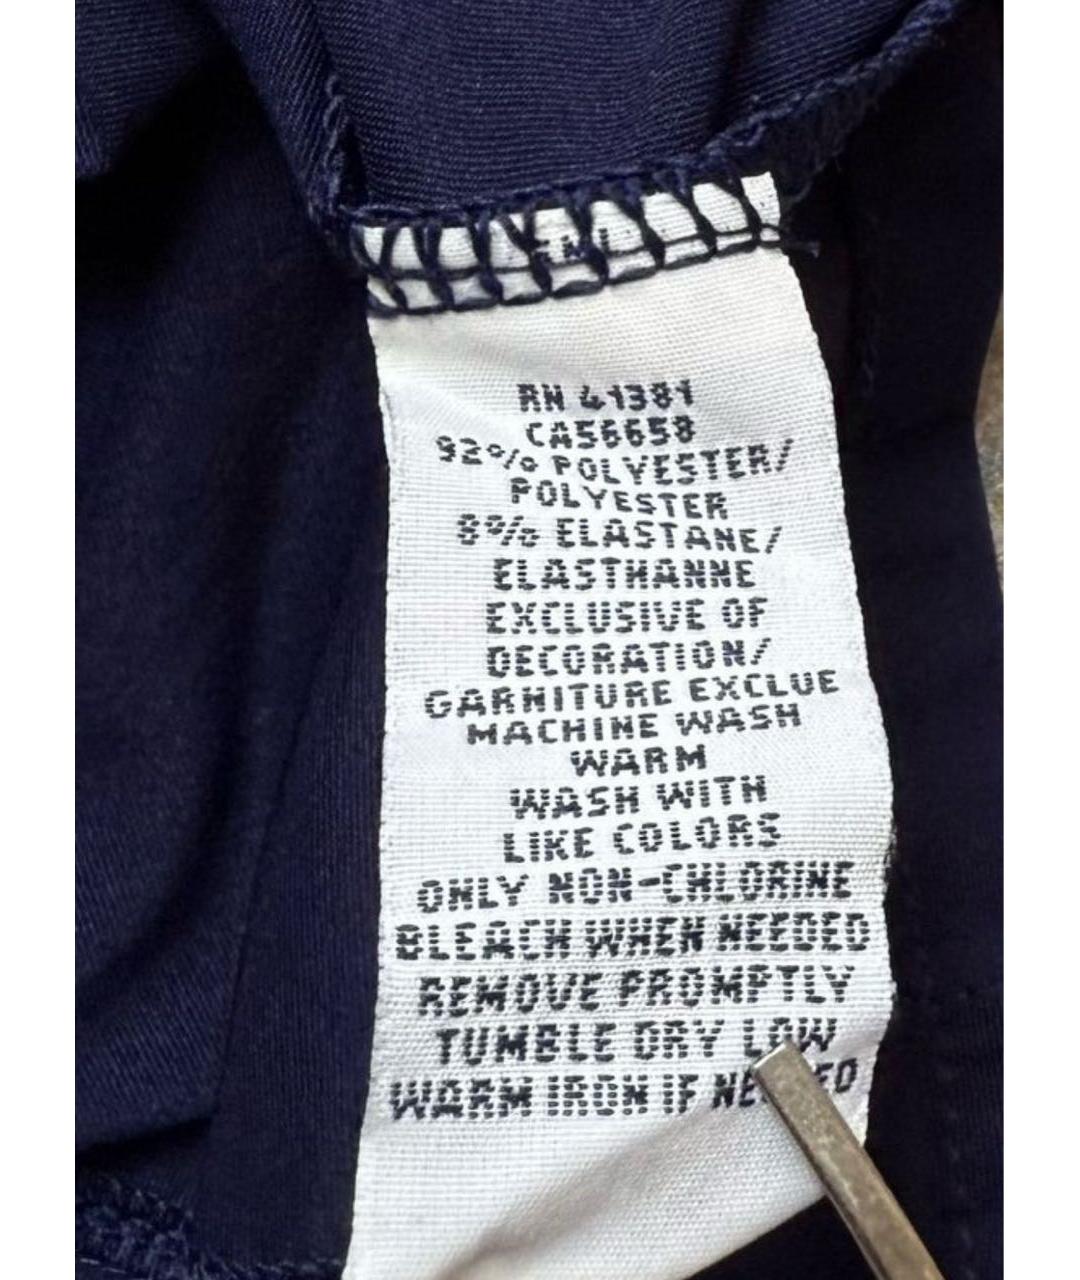 RN 41381
CA56658
92% POLYESTER/
POLYESTER
8% ELASTANE/
ELASTHANNE
EXCLUSIVE OF
DECORATION/
GARNITURE EXCLUE
MACHINE WASH
WARM
WASH WITH
LIKE COLORS
ONLY NON-CHLORINE
BLEACH WHEN NEEDED
REMOVE PROMPTLY
TUMBLE DRY LOW
WARM IRON IF NEEDED